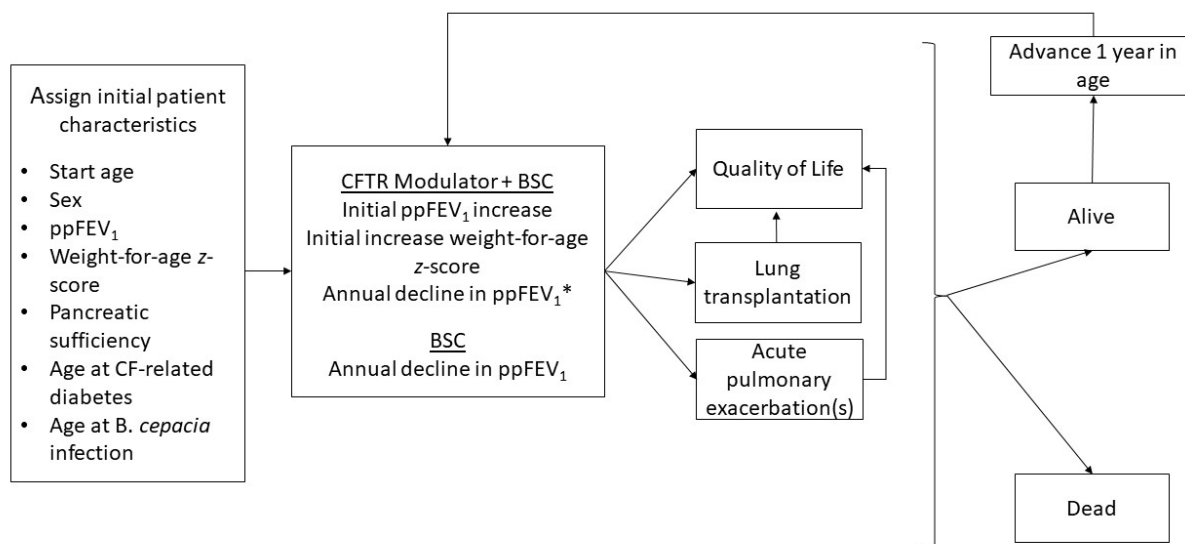 Assign initial patient
characteristics
• Start age
• Sex
• ppFEV₁
• Weight-for-age z-
score
• Pancreatic
sufficiency
• Age at CF-related
diabetes
• Age at B. cepacia
infection
CFTR Modulator + BSC
Initial ppFEV₁ increase
Initial increase weight-for-age
z-score
Annual decline in ppFEV₁*
BSC
Annual decline in ppFEV₁
Quality of Life
Lung
transplantation
Acute
pulmonary
exacerbation(s)
Advance 1 year in
age
Alive
Dead